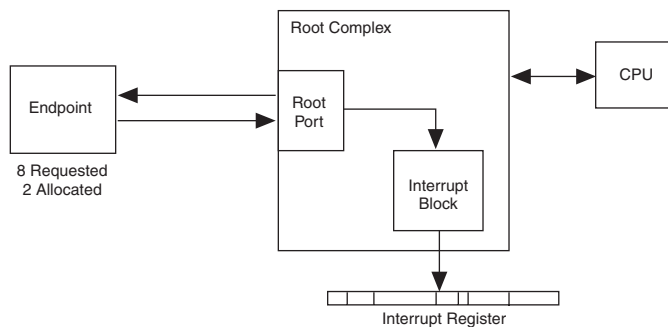 Root Complex
Endpoint
8 Requested
2 Allocated
Root
Port
Interrupt
Block
CPU
Interrupt Register